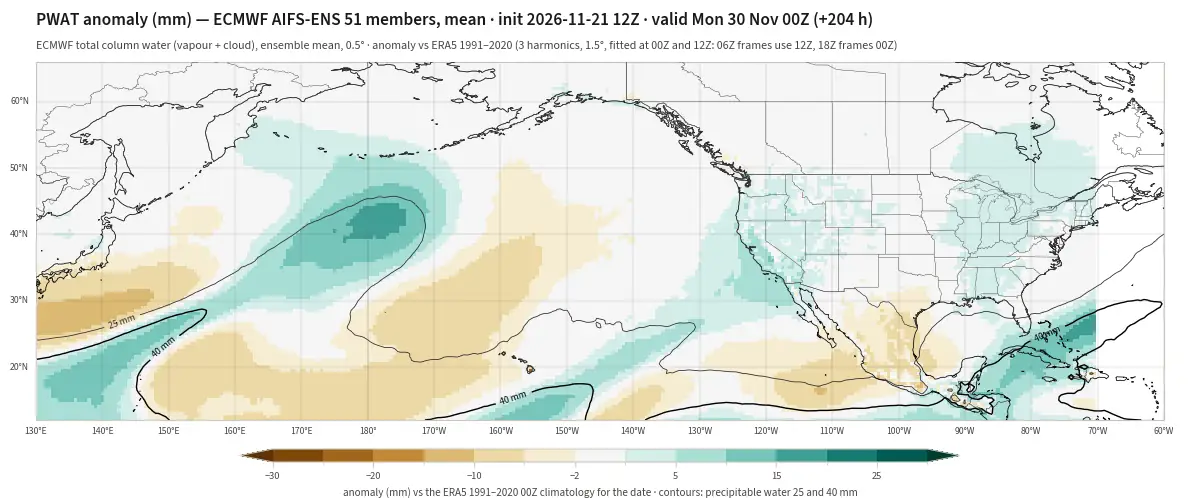 PWAT anomaly (mm) — ECMWF AIFS-ENS 51 members, mean · init 2026-11-21 12Z · valid Mon 30 Nov 00Z (+204 h)
ECMWF total column water (vapour + cloud), ensemble mean, 0.5° · anomaly vs ERA5 1991–2020 (3 harmonics, 1.5°, fitted at 00Z and 12Z: 06Z frames use 12Z, 18Z frames 00Z)
60°N
50°N
40°N
30°N
25 mm
40 mm
40 mm
20°N
40 mm
130°E 140°E 150°E 160°E 170°E 180° 170°W 160°W 150°W 140°W 130°W 120°W 110°W 100°W 90°W 80°W 70°W 60°W
−30 −20 −10 −2 5 15 25
anomaly (mm) vs the ERA5 1991–2020 00Z climatology for the date · contours: precipitable water 25 and 40 mm